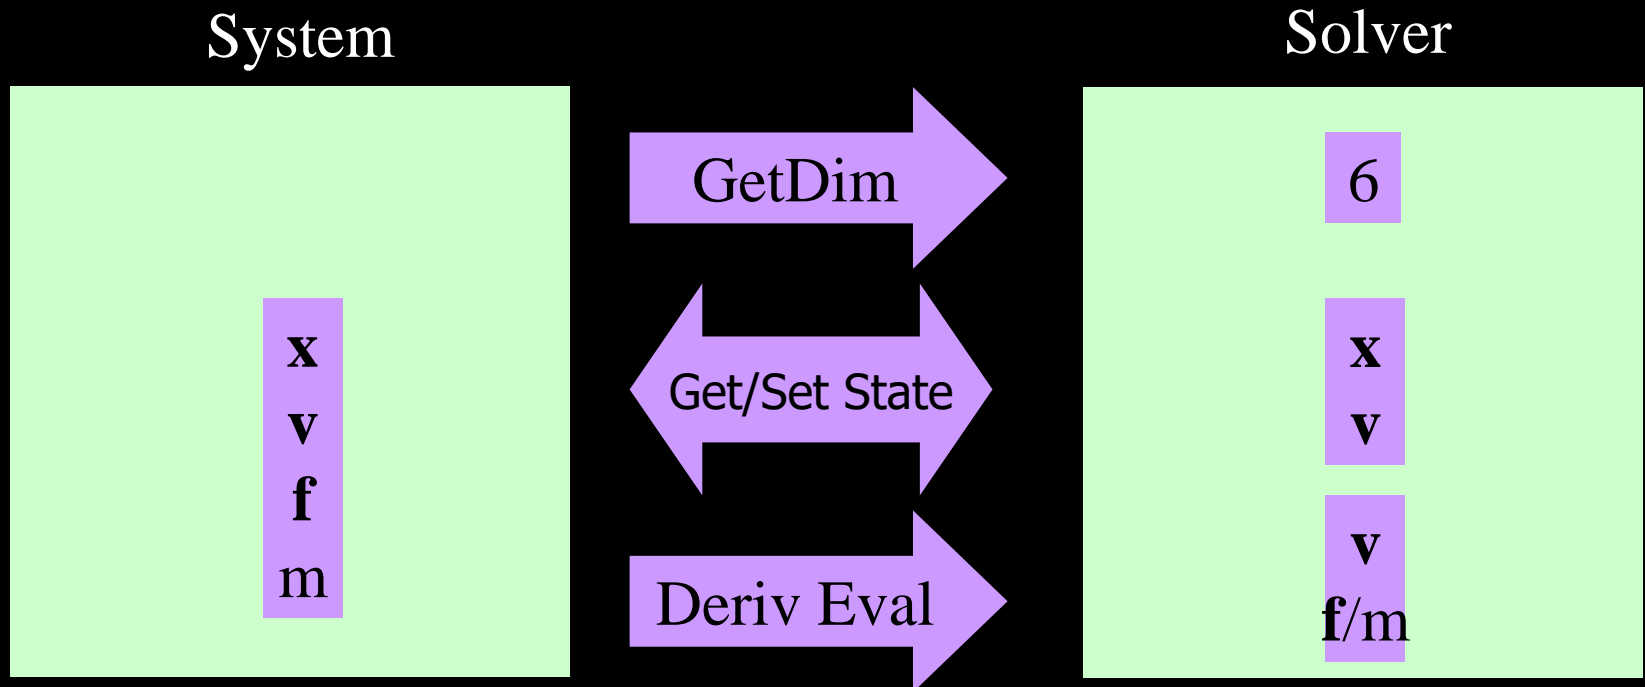 System
Solver
GetDim
6
x
v
f
m
Get/Set State
x
v
Deriv Eval
v
f/m